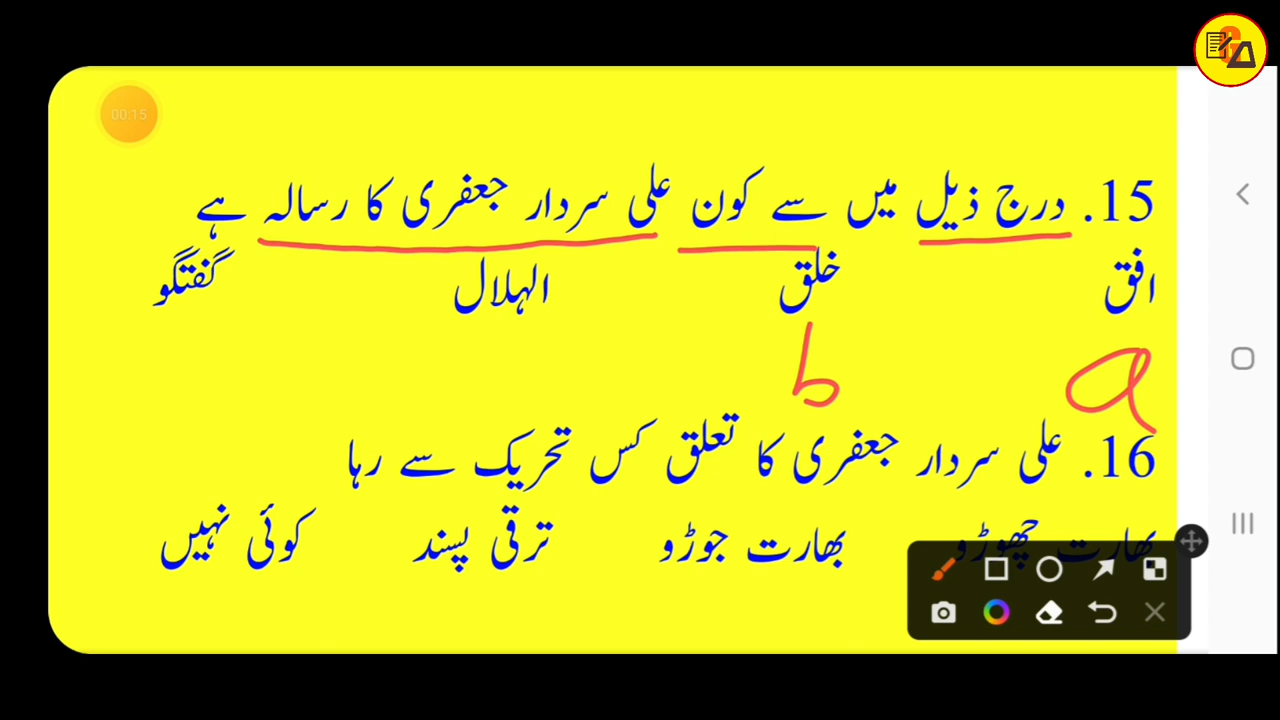 00:15
15. درج ذیل میں سے کون علی سردار جعفری کا رسالہ ہے
افق خلق الہلال گفتگو
a b
16. علی سردار جعفری کا تعلق کس تحریک سے رہا
بھارت چھوڑو بھارت جوڑو ترقی پسند کوئی نہیں